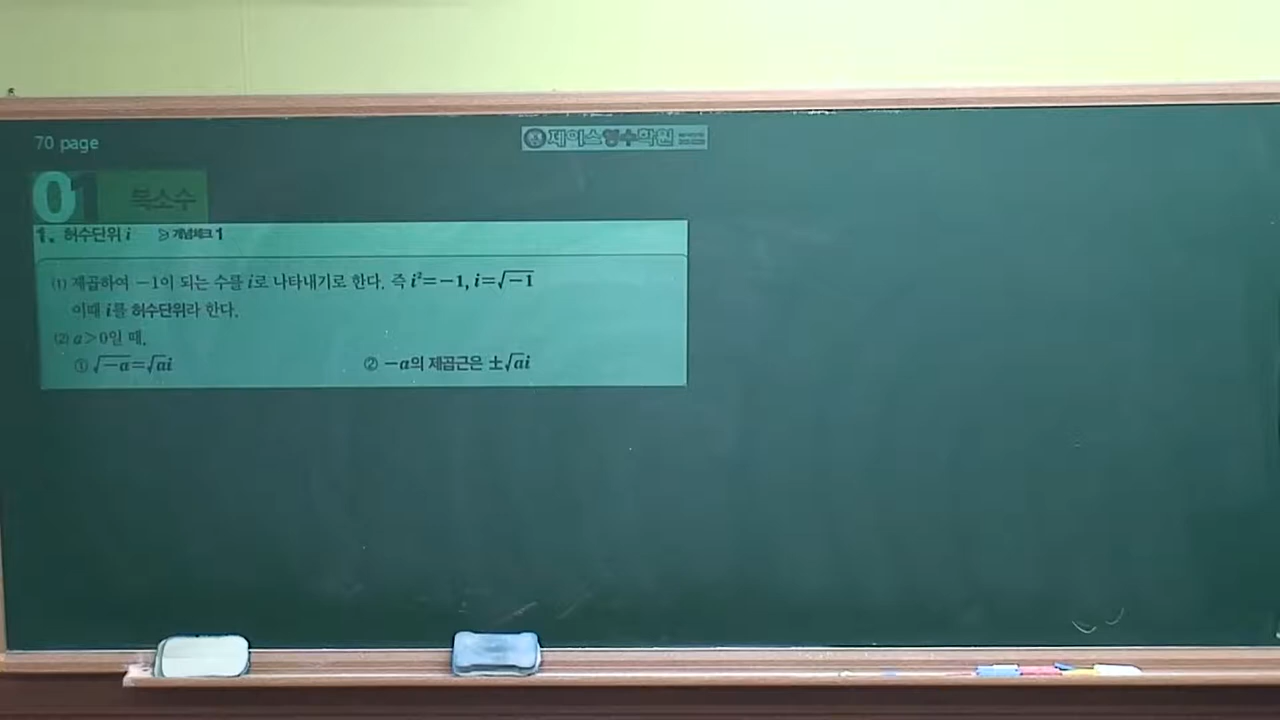 70 page
제이스영수학원
01 복소수
1. 허수단위 i 개념체크 1
(1) 제곱하여 −1이 되는 수를 i로 나타내기로 한다. 즉 i²=−1, i=√−1
이때 i를 허수단위라 한다.
(2) a>0일 때,
① √−a=√ai ② −a의 제곱근은 ±√ai